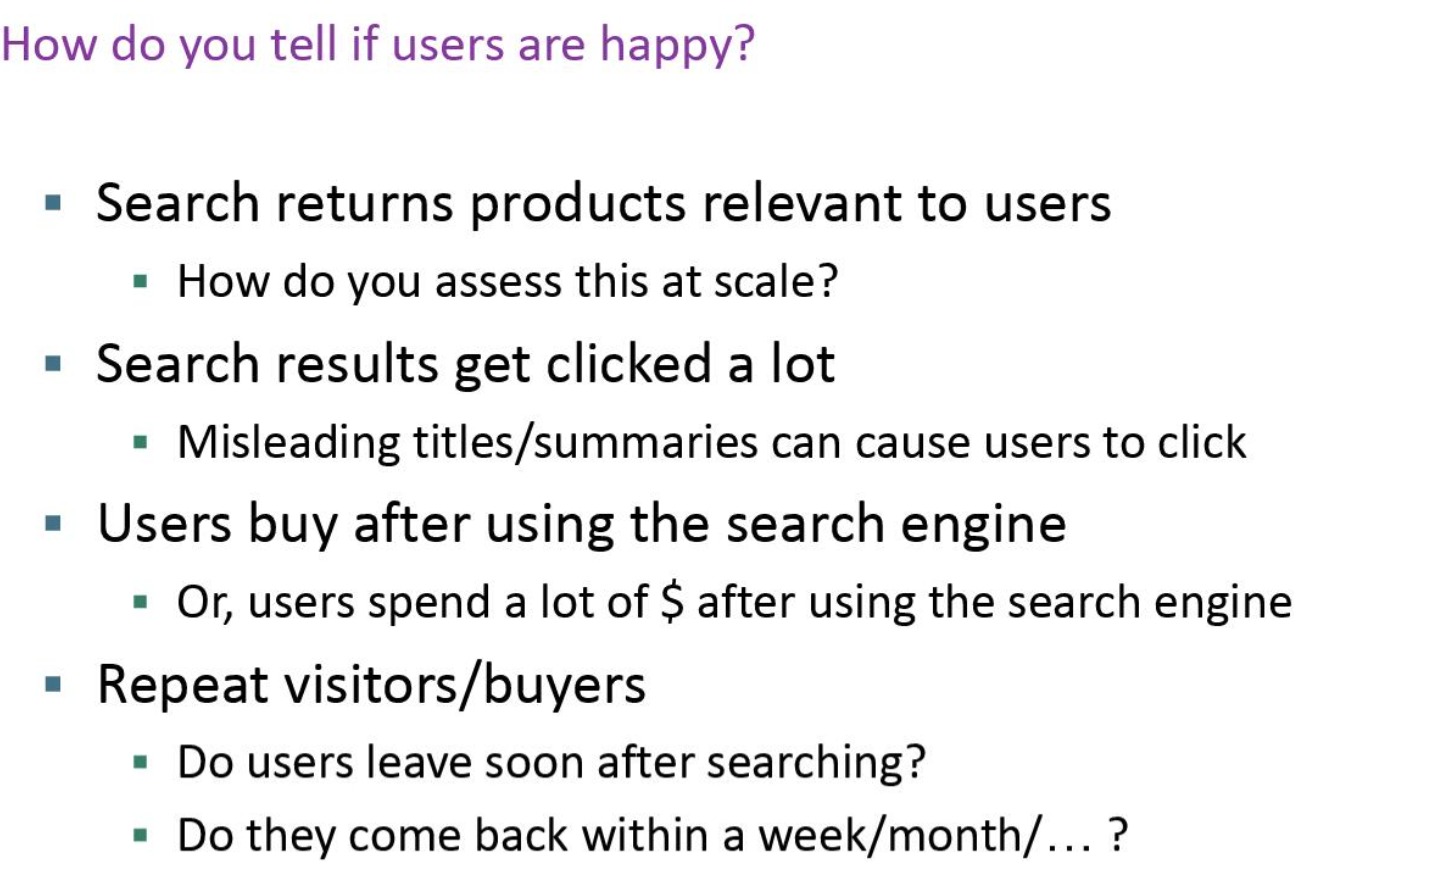 How do you tell if users are happy?
▪ Search returns products relevant to users
▪ How do you assess this at scale?
▪ Search results get clicked a lot
▪ Misleading titles/summaries can cause users to click
▪ Users buy after using the search engine
▪ Or, users spend a lot of $ after using the search engine
▪ Repeat visitors/buyers
▪ Do users leave soon after searching?
▪ Do they come back within a week/month/… ?